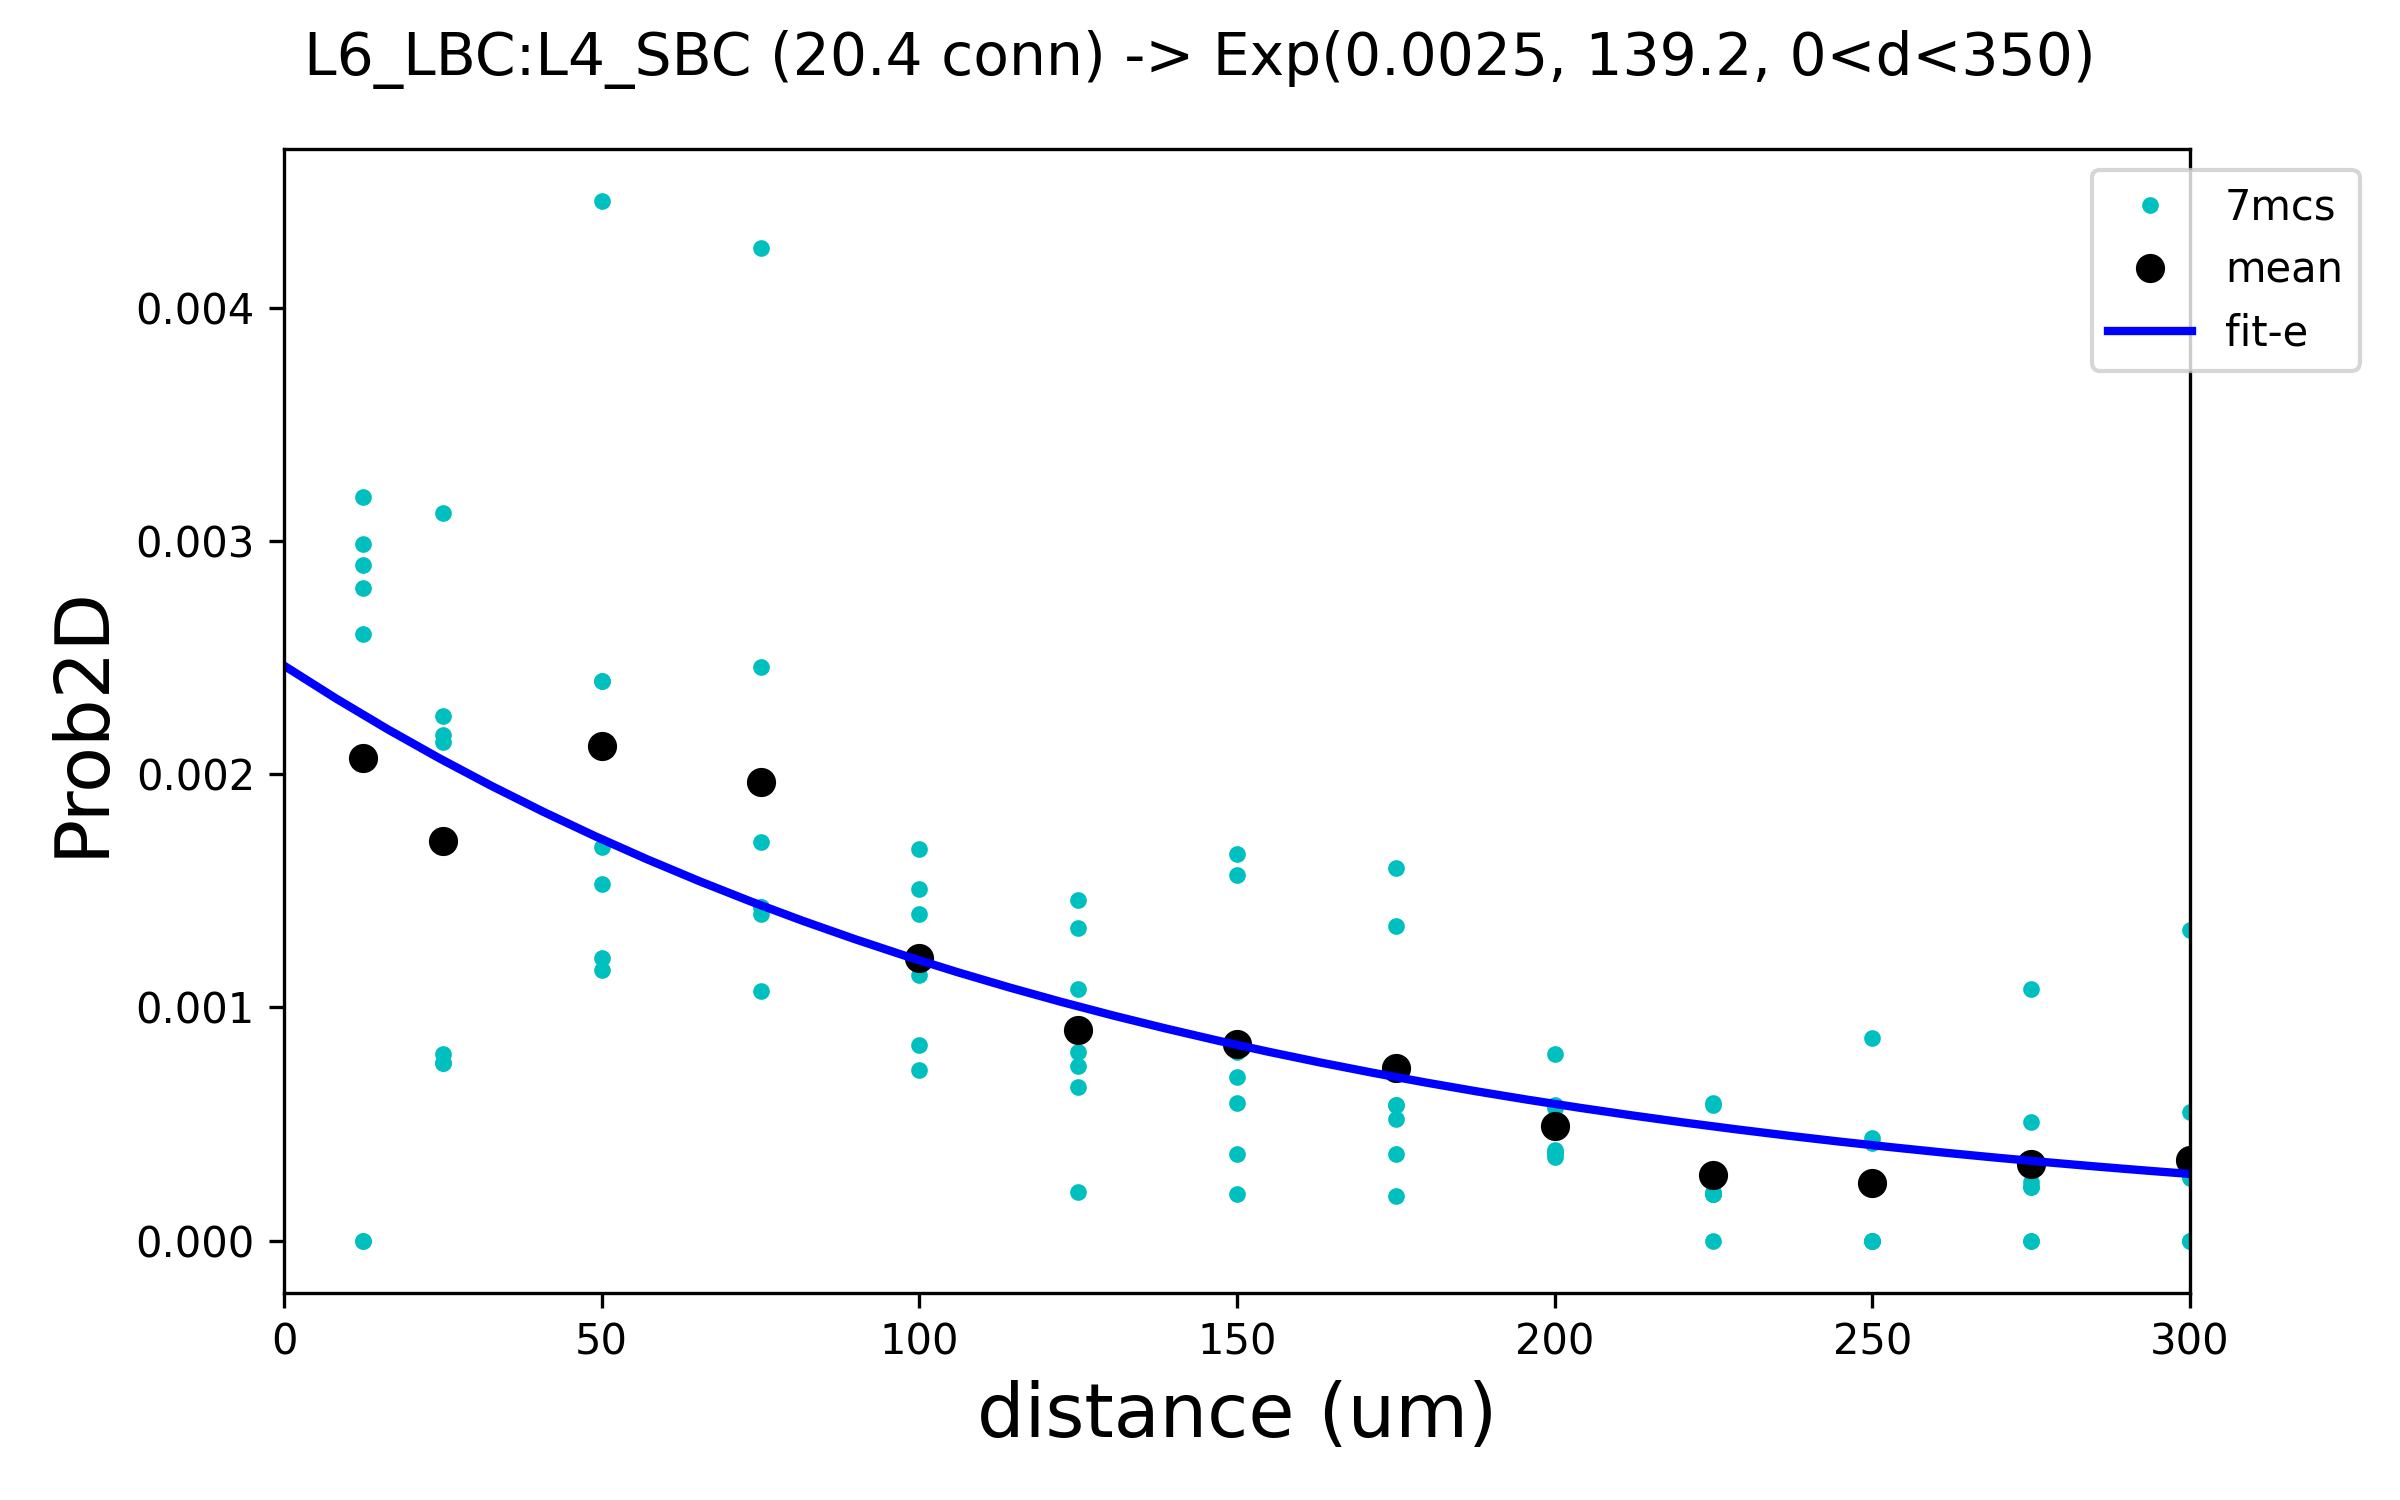 L6_LBC:L4_SBC (20.4 conn) -> Exp(0.0025, 139.2, 0<d<350)
7mcs
mean
fit-e
0.004
0.003
0.002
0.001
0.000
Prob2D
0 50 100 150 200 250 300
distance (um)